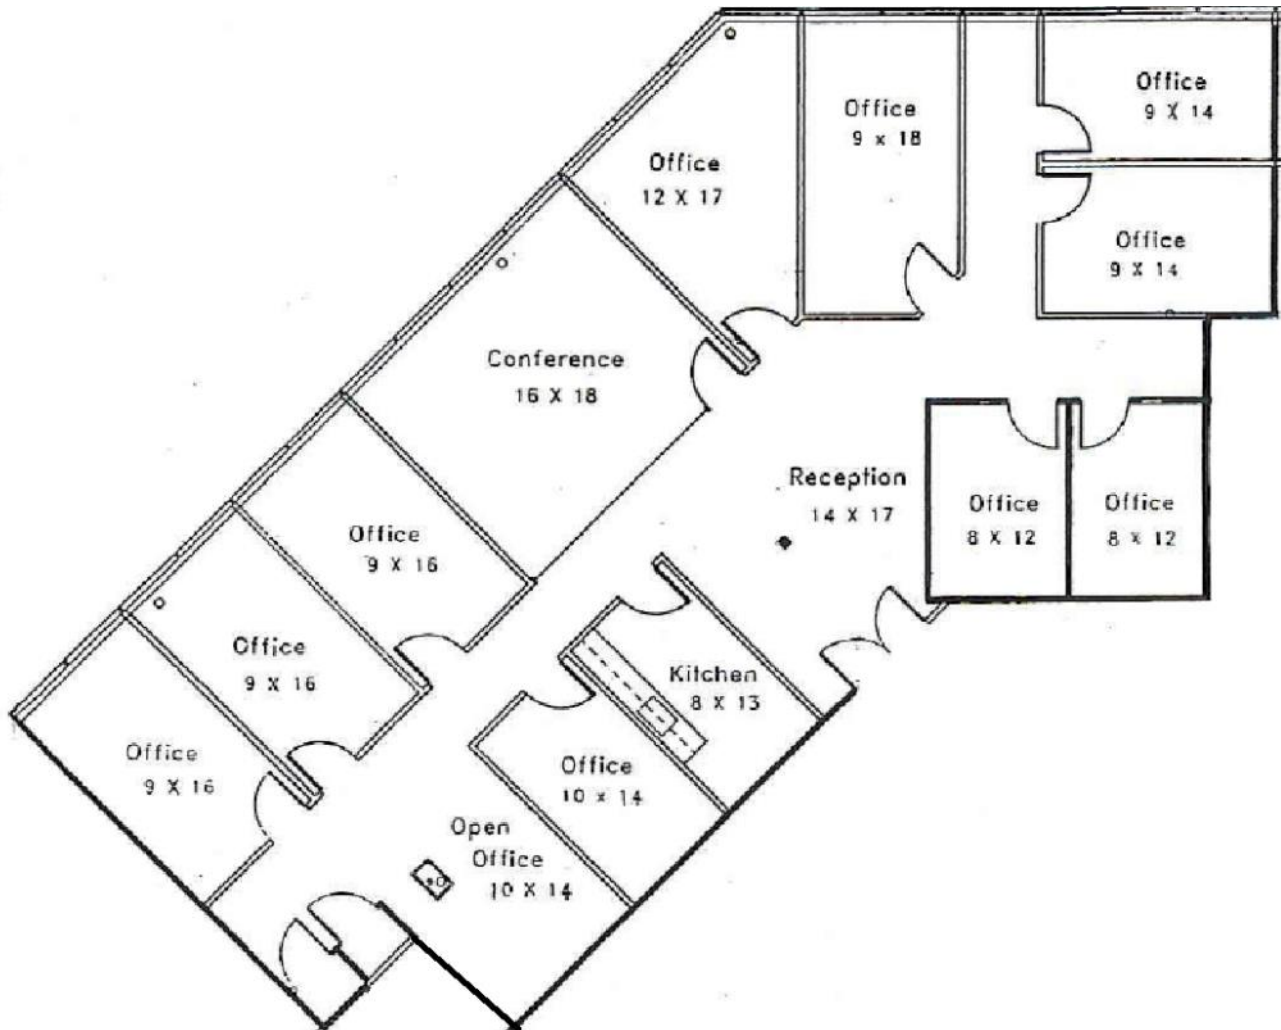 Office
9 X 14
Office
9 x 18
Office
12 X 17
Office
9 X 14
Conference
16 X 18
Reception
14 X 17
Office
8 X 12
Office
8 X 12
Office
9 X 16
Office
9 X 16
Kitchen
8 X 13
Office
9 X 16
Office
10 x 14
Open
Office
10 X 14